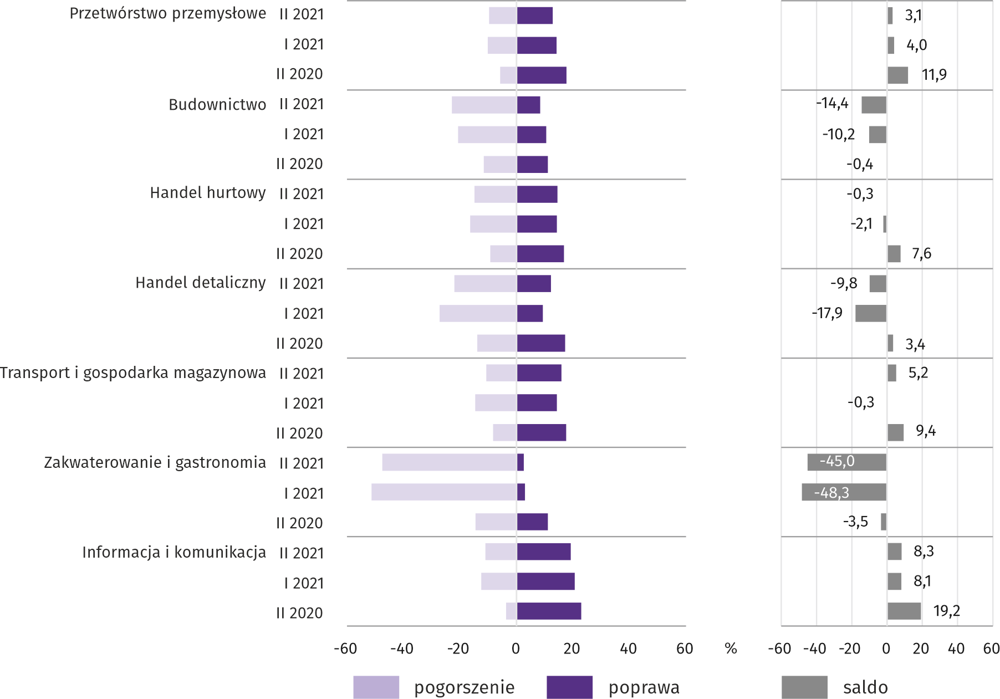 Przetwórstwo przemysłowe II 2021 3,1
I 2021 4,0
II 2020 11,9
Budownictwo II 2021 -14,4
I 2021 -10,2
II 2020 -0,4
Handel hurtowy II 2021 -0,3
I 2021 -2,1
II 2020 7,6
Handel detaliczny II 2021 -9,8
I 2021 -17,9
II 2020 3,4
Transport i gospodarka magazynowa II 2021 5,2
I 2021 -0,3
II 2020 9,4
Zakwaterowanie i gastronomia II 2021 -45,0
I 2021 -48,3
II 2020 -3,5
Informacja i komunikacja II 2021 8,3
I 2021 8,1
II 2020 19,2
-60 -40 -20 0 20 40 60 % -60 -40 -20 0 20 40 60
pogorszenie poprawa saldo